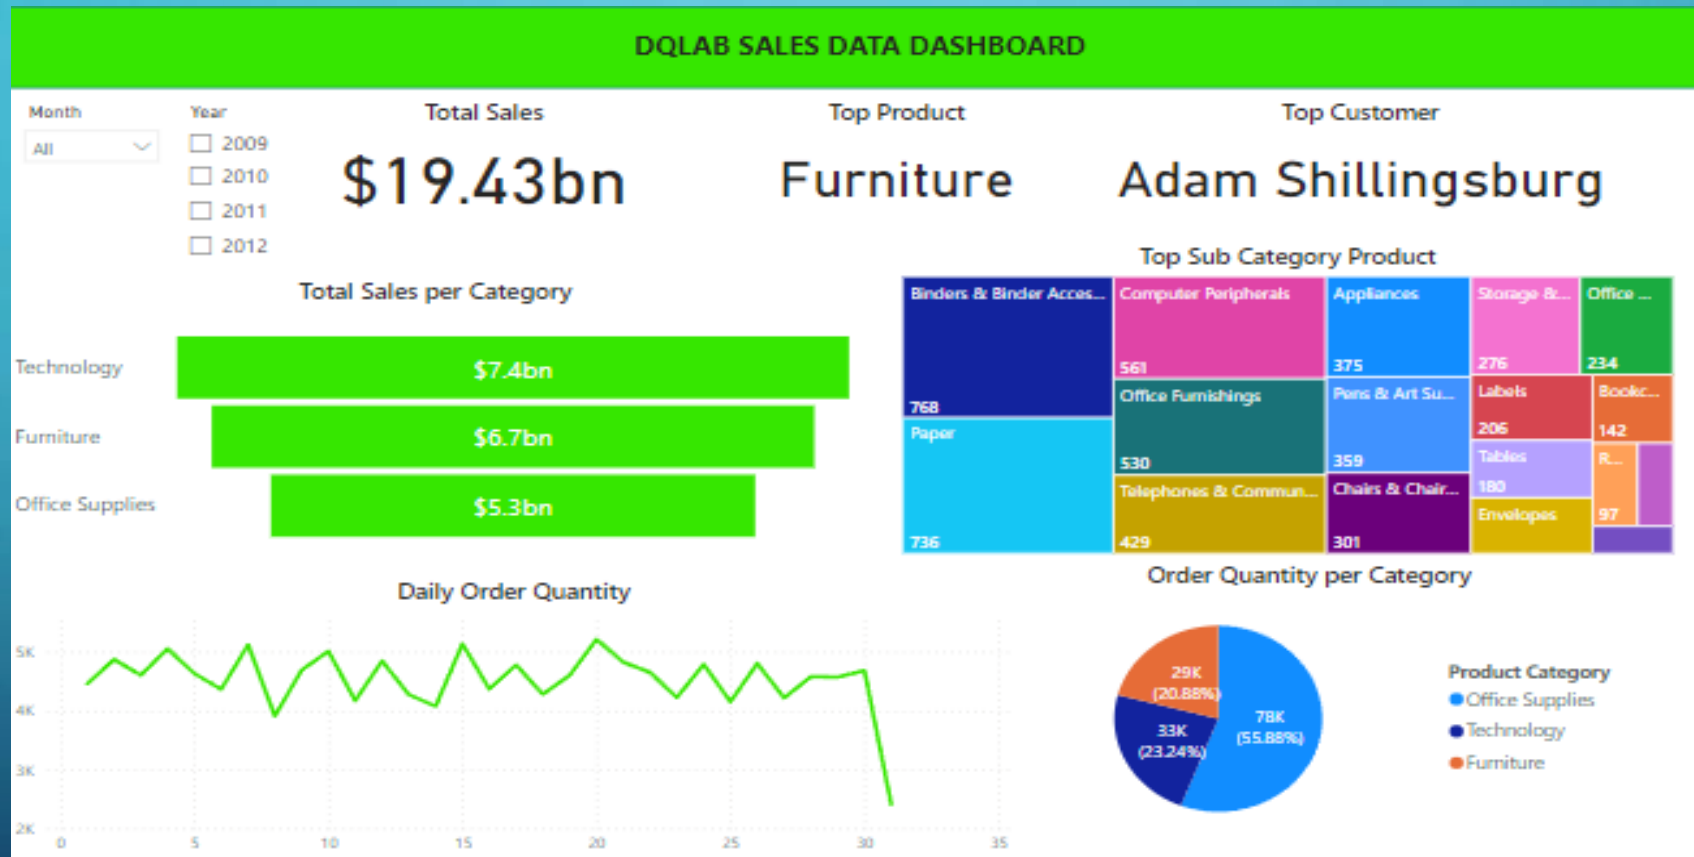 DQLAB SALES DATA DASHBOARD
Month
All
Year
2009
2010
2011
2012
Total Sales
$19.43bn
Top Product
Furniture
Top Customer
Adam Shillingsburg
Total Sales per Category
Technology
$7.4bn
Furniture
$6.7bn
Office Supplies
$5.3bn
Top Sub Category Product
Binders & Binder Acces...
768
Paper
736
Computer Peripherals
561
Office Furnishings
530
Telephones & Commun...
429
Appliances
375
Pens & Art Su...
359
Chairs & Chair...
301
Storage &...
276
Office ...
234
Labels
206
Tables
180
Envelopes
Bookc...
142
R...
97
Daily Order Quantity
5K
4K
3K
2K
0 5 10 15 20 25 30 35
Order Quantity per Category
29K
(20.88%)
33K
(23.24%)
78K
(55.88%)
Product Category
Office Supplies
Technology
Furniture